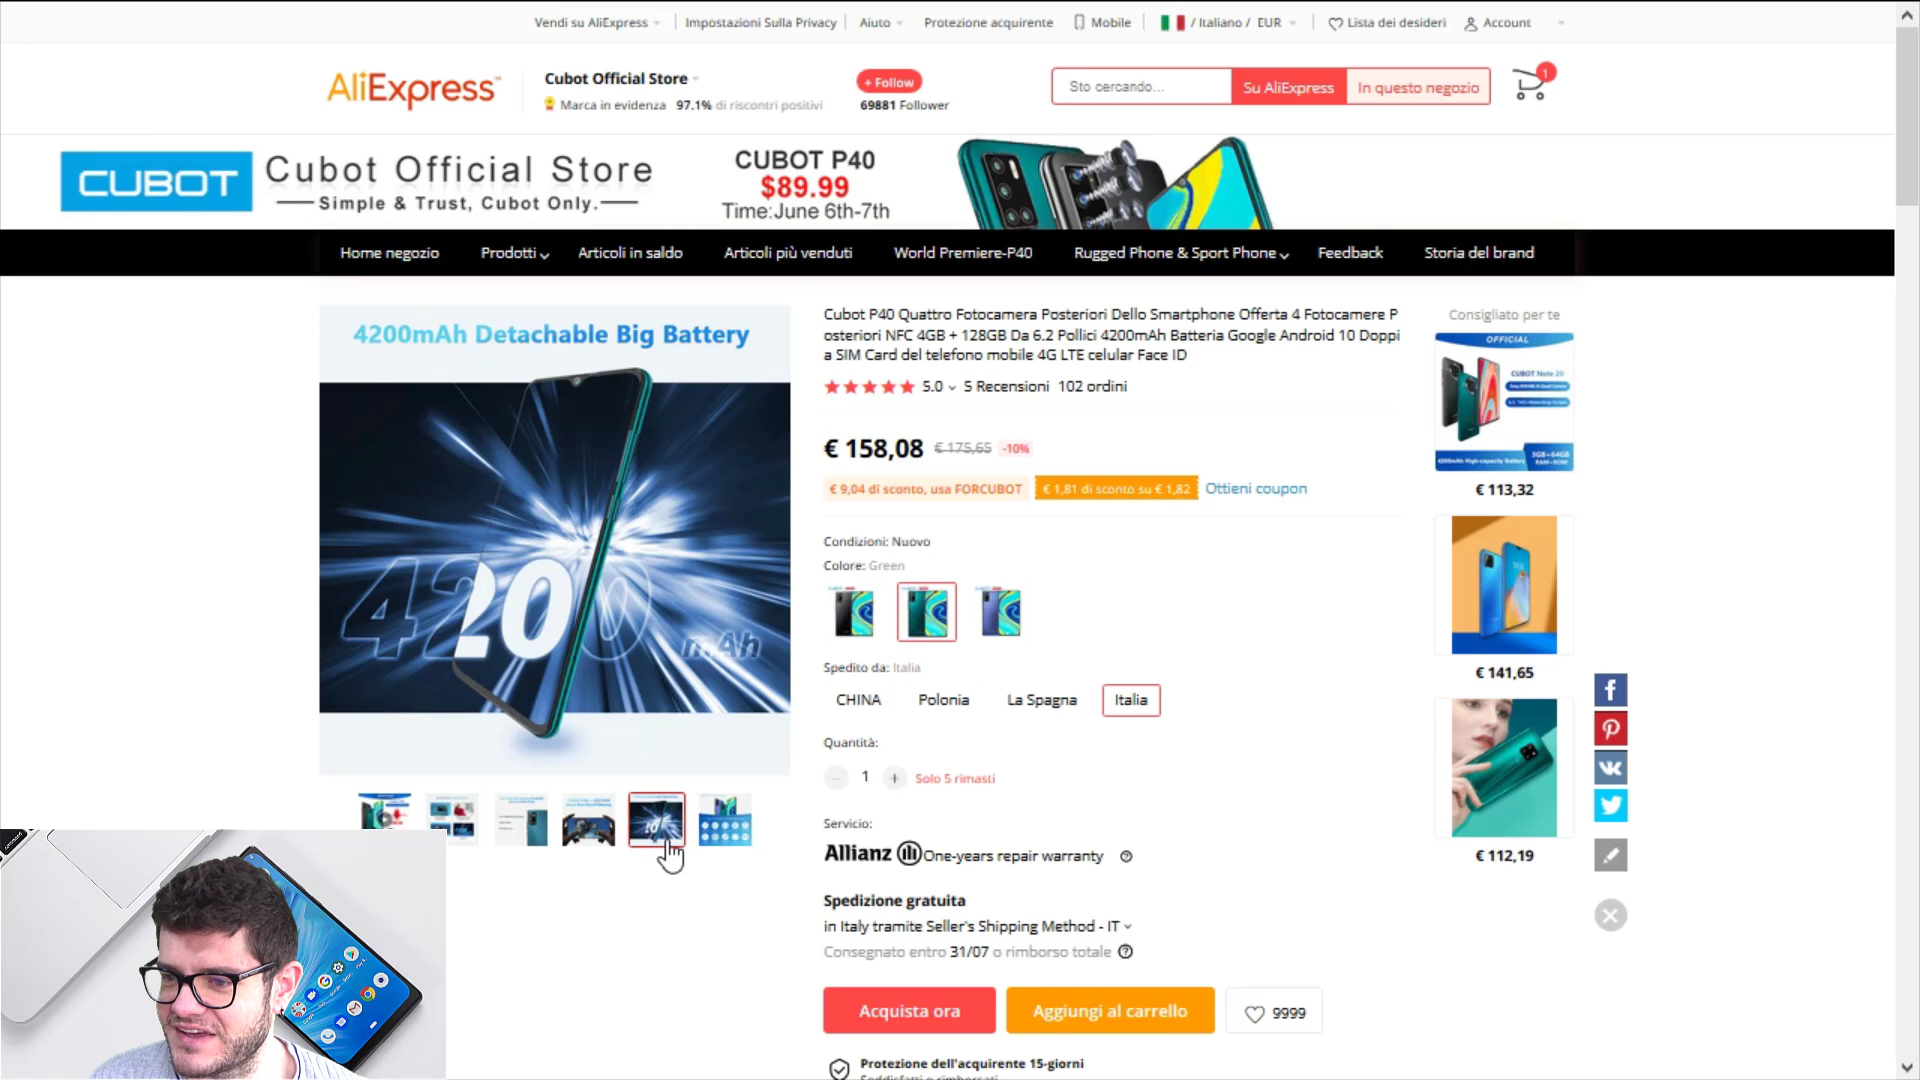 Vendi su AliExpress
Impostazioni Sulla Privacy
Aiuto
Protezione acquirente
Mobile
/ Italiano / EUR
Lista dei desideri
Account
AliExpress
Cubot Official Store
Marca in evidenza 97.1% di riscontri positivi
+ Follow
69881 Follower
Sto cercando...
Su AliExpress
In questo negozio
1
CUBOT
Cubot Official Store
Simple & Trust, Cubot Only.
CUBOT P40
$89.99
Time:June 6th-7th
Home negozio
Prodotti
Articoli in saldo
Articoli più venduti
World Premiere-P40
Rugged Phone & Sport Phone
Feedback
Storia del brand
4200mAh Detachable Big Battery
4200 mAh
Cubot P40 Quattro Fotocamera Posteriori Dello Smartphone Offerta 4 Fotocamere P
osteriori NFC 4GB + 128GB Da 6.2 Pollici 4200mAh Batteria Google Android 10 Doppi
a SIM Card del telefono mobile 4G LTE celular Face ID
5.0
5 Recensioni
102 ordini
€ 158,08
€ 175,65
-10%
€ 9,04 di sconto, usa FORCUBOT
€ 1,81 di sconto su € 1,82
Ottieni coupon
Condizioni: Nuovo
Colore: Green
Spedito da: Italia
CHINA
Polonia
La Spagna
Italia
Quantità:
1
+
Solo 5 rimasti
Servicio:
Allianz One-years repair warranty
Spedizione gratuita
in Italy tramite Seller's Shipping Method - IT
Consegnato entro 31/07 o rimborso totale
Acquista ora
Aggiungi al carrello
9999
Protezione dell'acquirente 15-giorni
Consigliato per te
OFFICIAL
CUBOT Note 20
3GB+64GB
RAM+ROM
€ 113,32
€ 141,65
€ 112,19